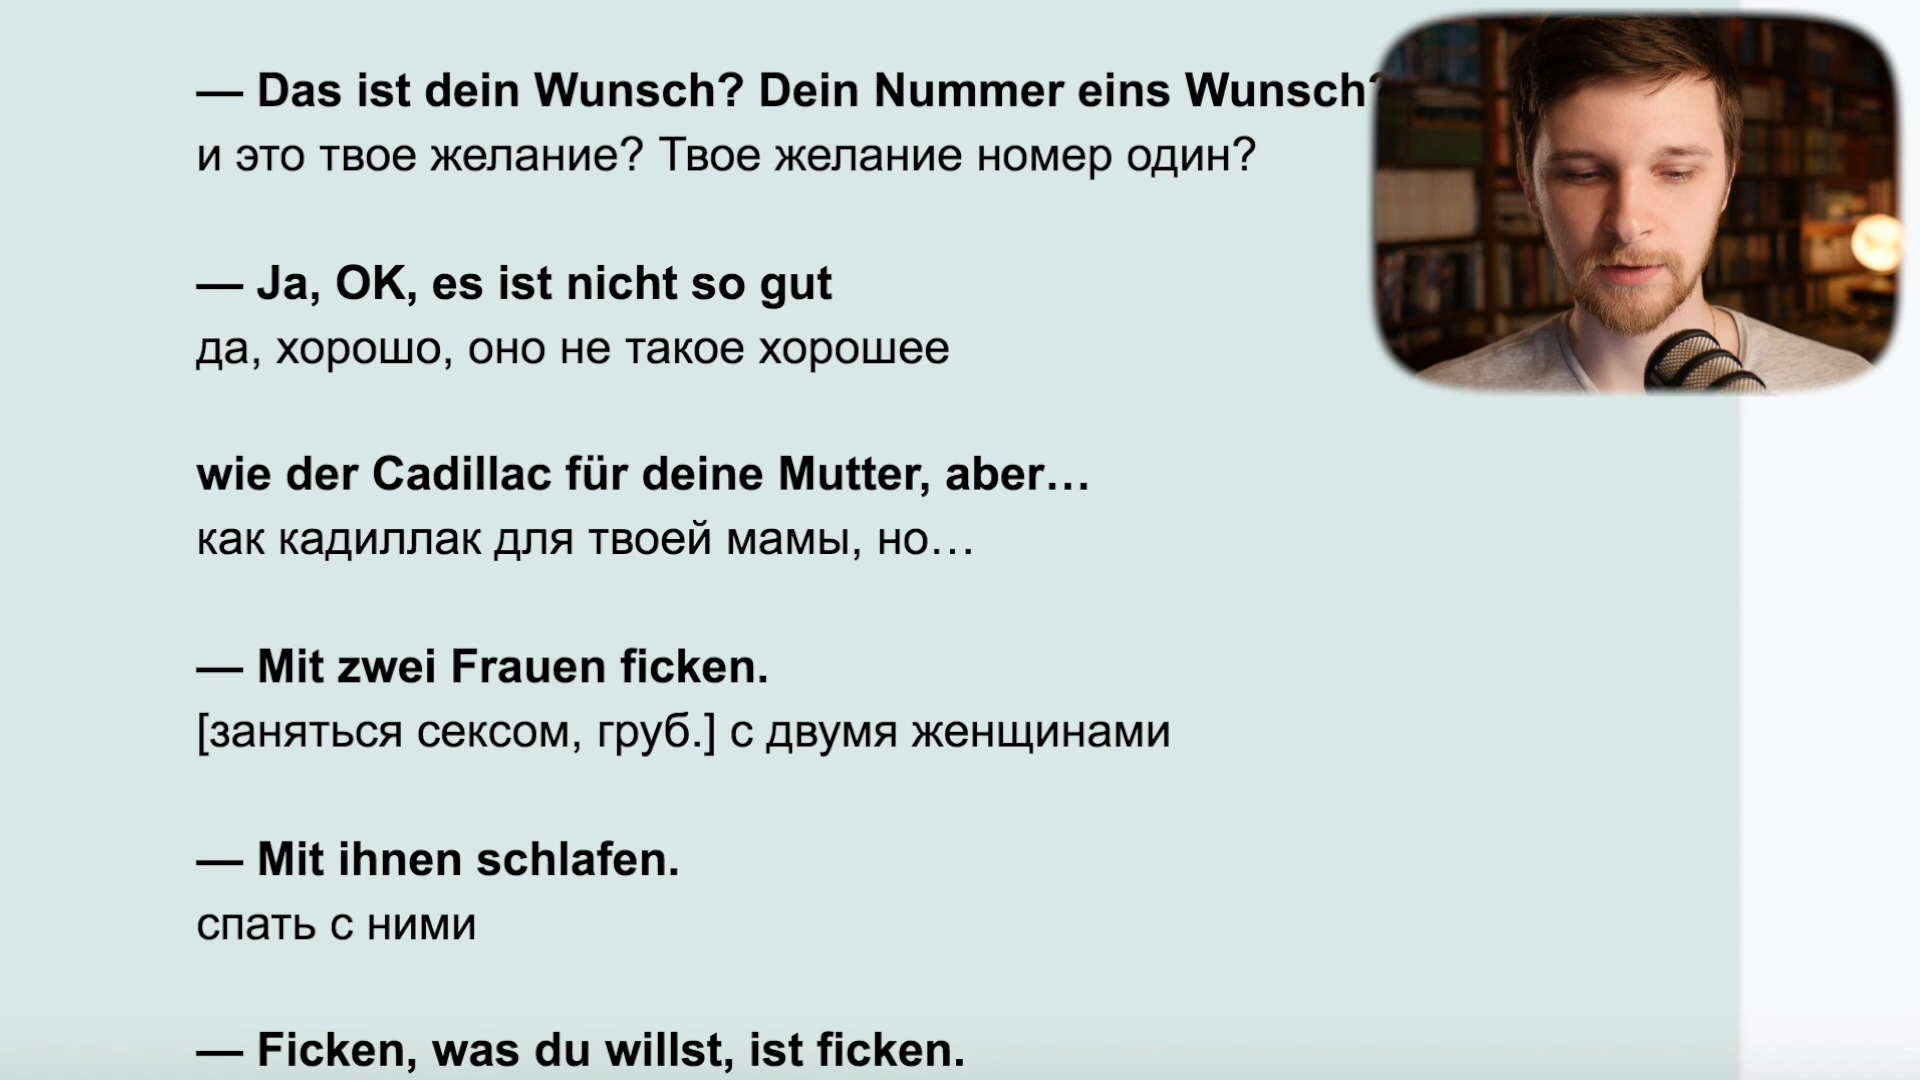 — Das ist dein Wunsch? Dein Nummer eins Wunsch?
и это твое желание? Твое желание номер один?
— Ja, OK, es ist nicht so gut
да, хорошо, оно не такое хорошее
wie der Cadillac für deine Mutter, aber…
как кадиллак для твоей мамы, но…
— Mit zwei Frauen ficken.
[заняться сексом, груб.] с двумя женщинами
— Mit ihnen schlafen.
спать с ними
— Ficken, was du willst, ist ficken.